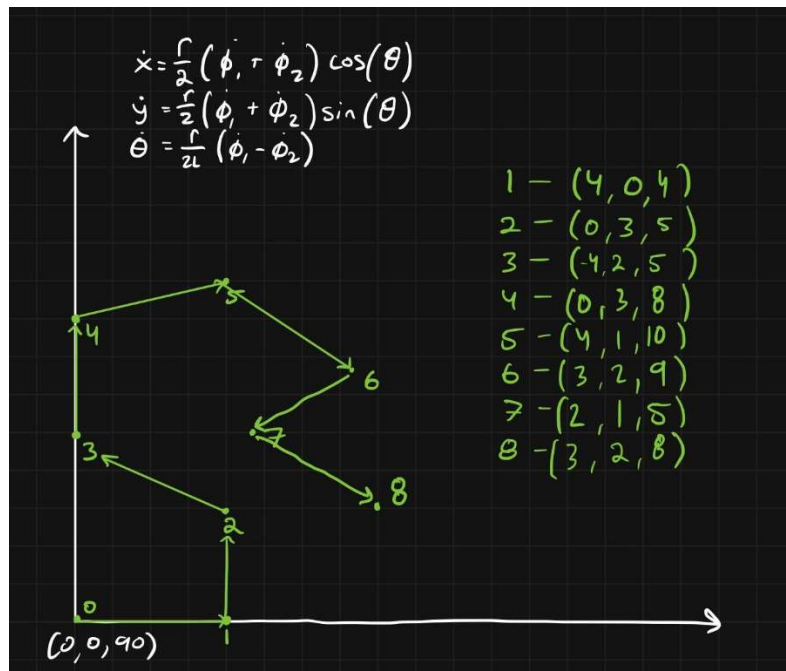 ẋ = r/2 (φ̇₁ + φ̇₂) cos(θ)
ẏ = r/2 (φ̇₁ + φ̇₂) sin(θ)
θ̇ = r/2L (φ̇₁ - φ̇₂)
1 - (4, 0, 4)
2 - (0, 3, 5)
3 - (-4, 2, 5)
4 - (0, 3, 8)
5 - (4, 1, 10)
6 - (3, 2, 9)
7 - (2, 1, 5)
8 - (3, 2, 8)
5
4
6
7
3
8
2
0
1
(0, 0, 90)